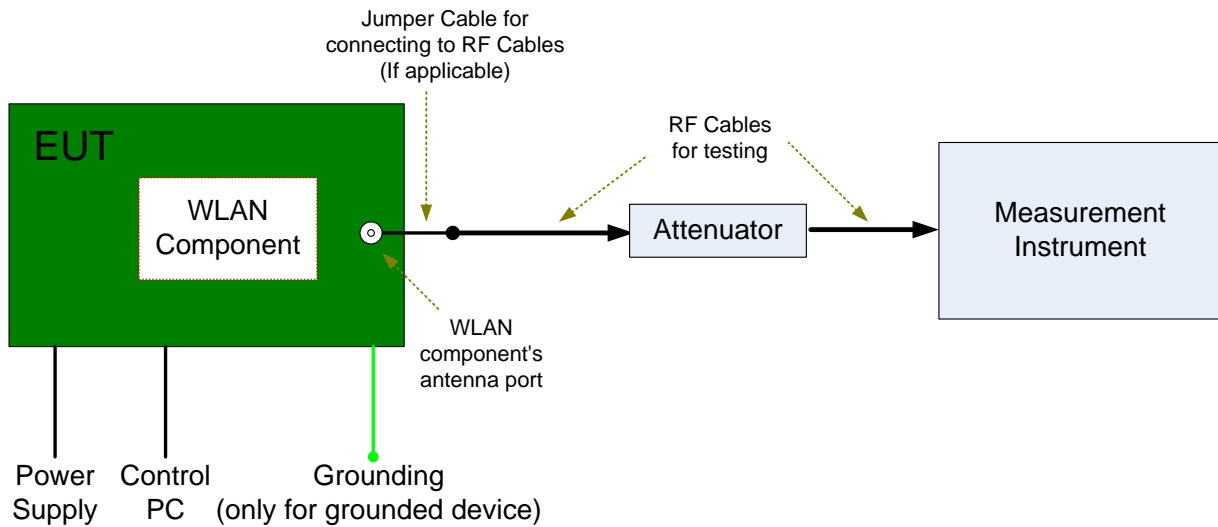 Jumper Cable for
connecting to RF Cables
(If applicable)
EUT
WLAN
Component
RF Cables
for testing
Attenuator
Measurement
Instrument
WLAN
component's
antenna port
Power
Supply
Control
PC
Grounding
(only for grounded device)